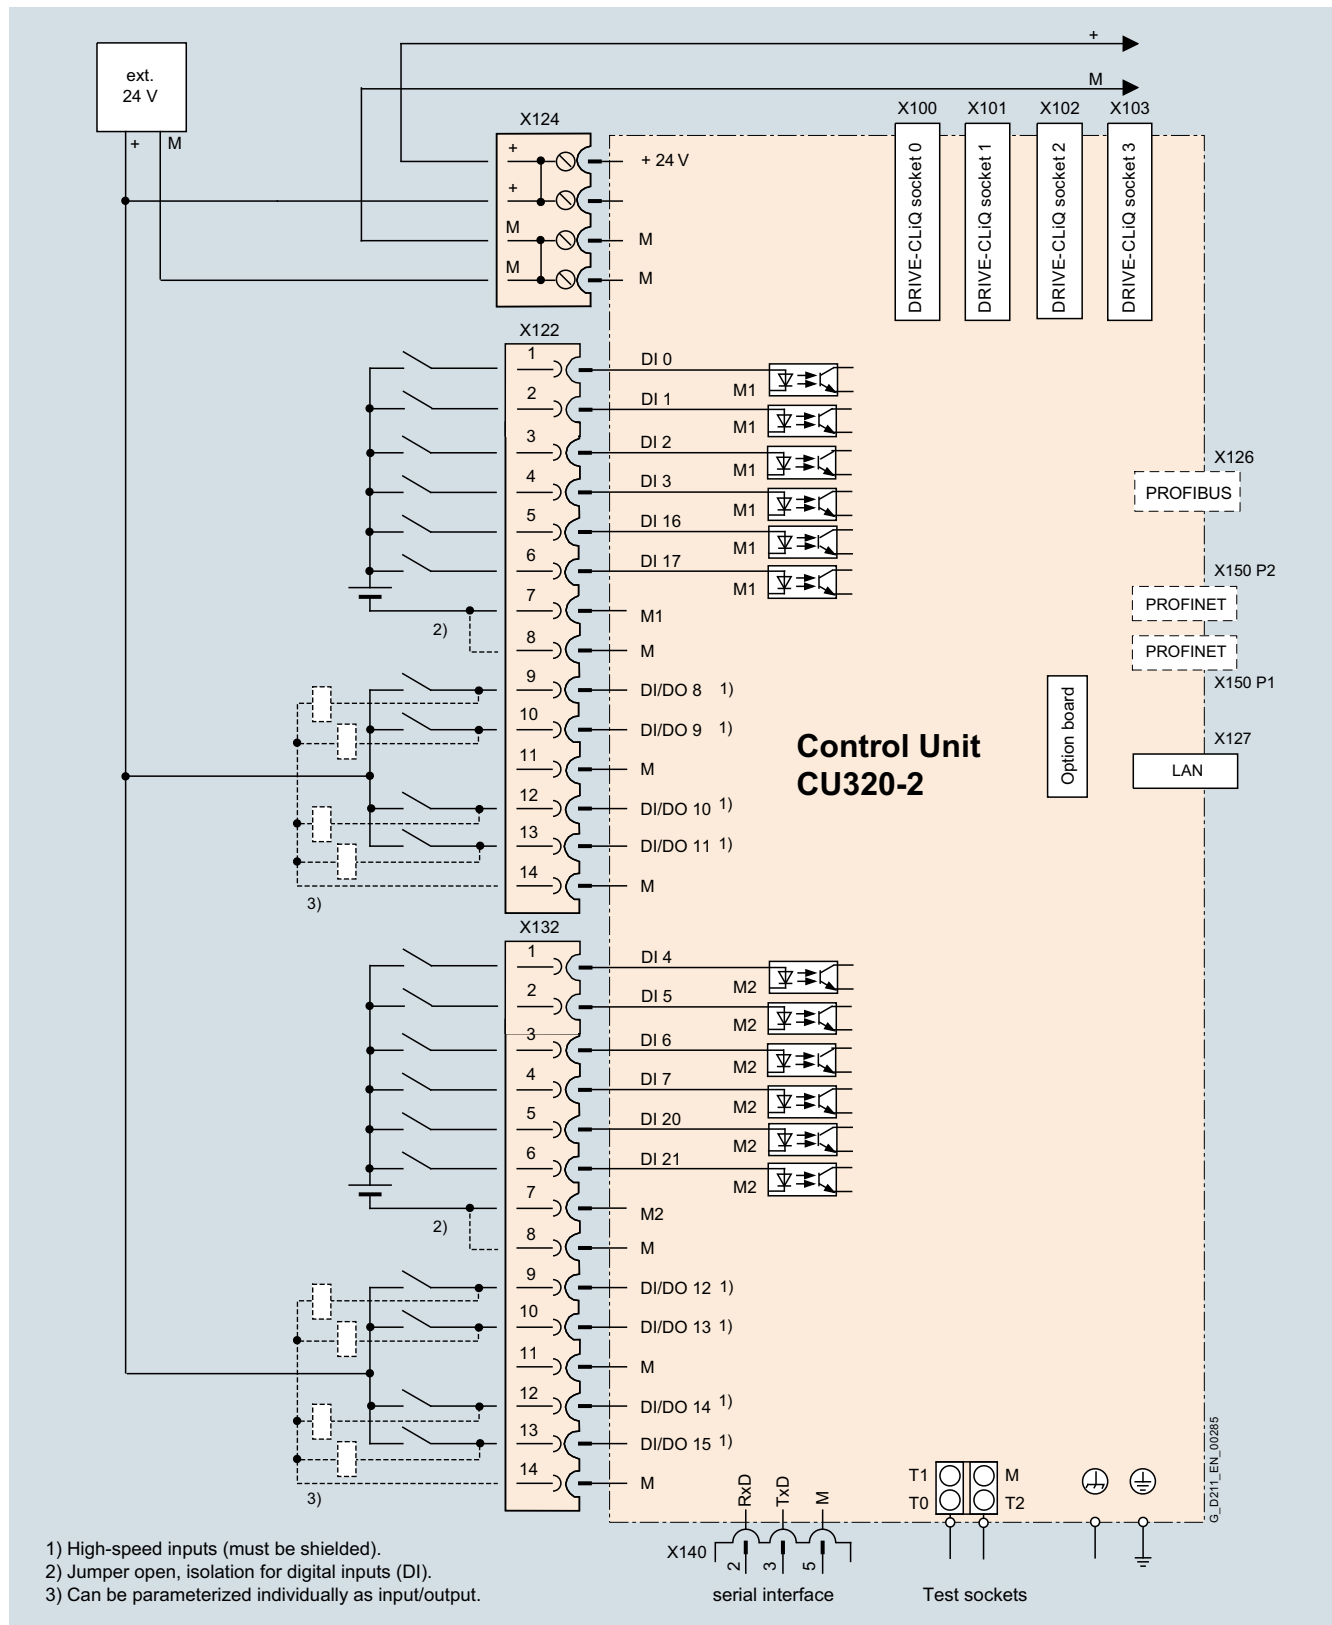 +
M
ext.
24 V
+ M
X124
X100 X101 X102 X103
DRIVE-CLiQ socket 0
DRIVE-CLiQ socket 1
DRIVE-CLiQ socket 2
DRIVE-CLiQ socket 3
+ + 24 V
+
M M
M M
X122
1 DI 0
M1
2 DI 1
M1
3 DI 2
M1
4 DI 3
M1
5 DI 16
M1
6 DI 17
M1
7 M1
2)
8 M
9 DI/DO 8 1)
10 DI/DO 9 1)
11 M
12 DI/DO 10 1)
13 DI/DO 11 1)
14 M
3)
Control Unit
CU320-2
X126
PROFIBUS
X150 P2
PROFINET
PROFINET
X150 P1
Option board
X127
LAN
X132
1 DI 4
M2
2 DI 5
M2
3 DI 6
M2
4 DI 7
M2
5 DI 20
M2
6 DI 21
M2
7 M2
2)
8 M
9 DI/DO 12 1)
10 DI/DO 13 1)
11 M
12 DI/DO 14 1)
13 DI/DO 15 1)
14 M
3)
RxD
TxD
M
X140
2
3
5
serial interface
T1 M
T0 T2
Test sockets
G_D211_EN_00285
1) High-speed inputs (must be shielded).
2) Jumper open, isolation for digital inputs (DI).
3) Can be parameterized individually as input/output.